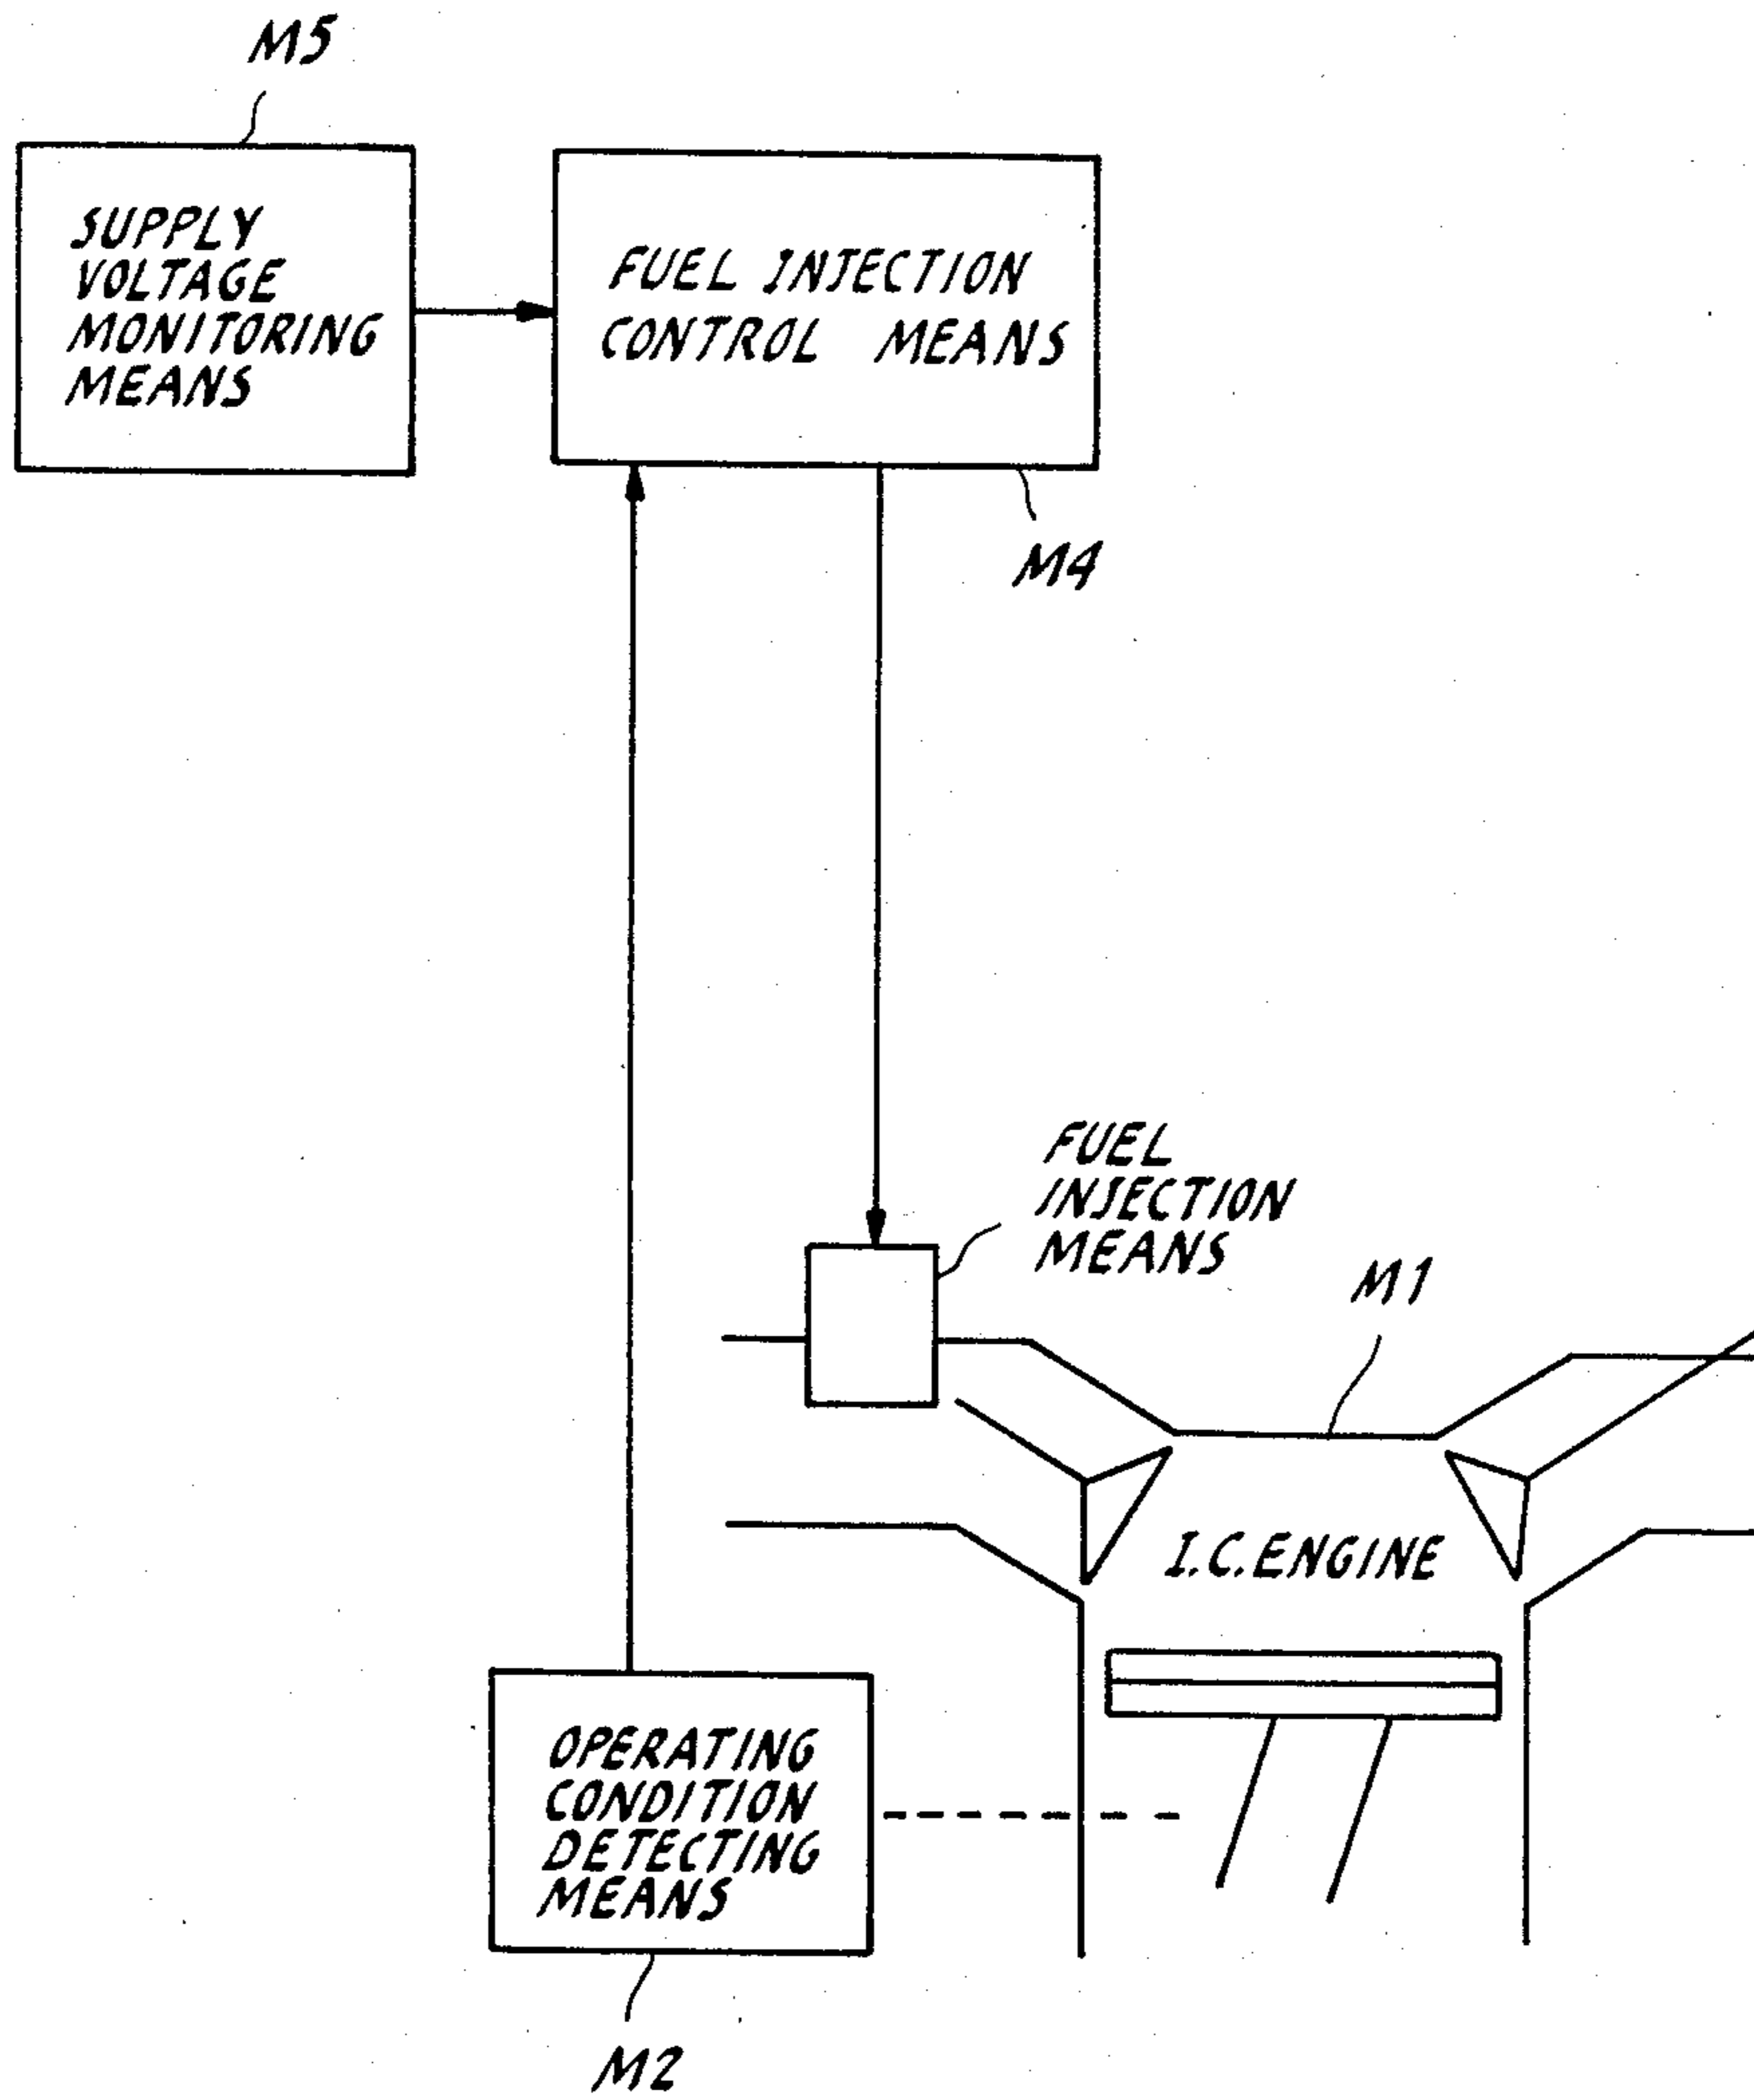 M5
SUPPLY
VOLTAGE
MONITORING
MEANS
FUEL INJECTION
CONTROL MEANS
M4
FUEL
INJECTION
MEANS
M1
I.C. ENGINE
OPERATING
CONDITION
DETECTING
MEANS
M2